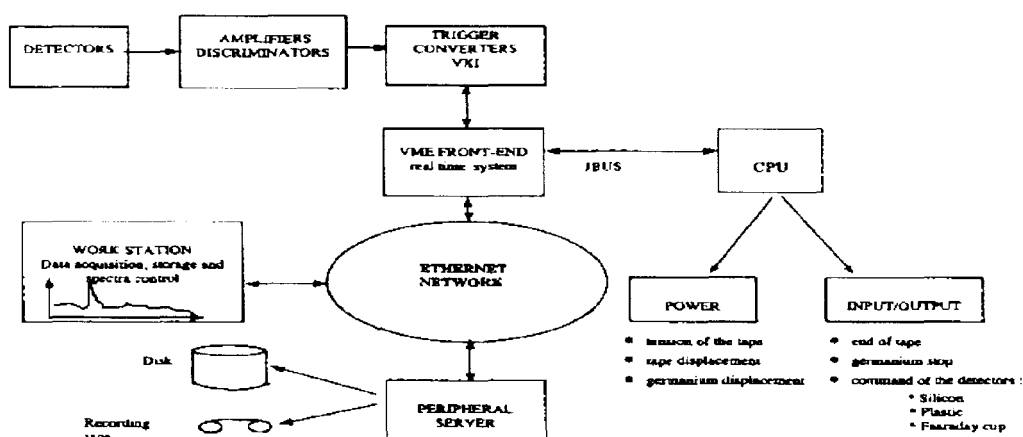 DETECTORS
AMPLIFIERS
DISCRIMINATORS
TRIGGER
CONVERTERS
VXI
VME FRONT-END
real time system
JBUS
CPU
WORK STATION
Data acquisition, storage and
spectra control
ETHERNET
NETWORK
POWER
INPUT/OUTPUT
• tension of the tape
• tape displacement
• germanium displacement
• end of tape
• germanium stop
• command of the detectors :
* Silicon
* Plastic
* Faaraday cup
Disk
Recording
PERIPHERAL
SERVER